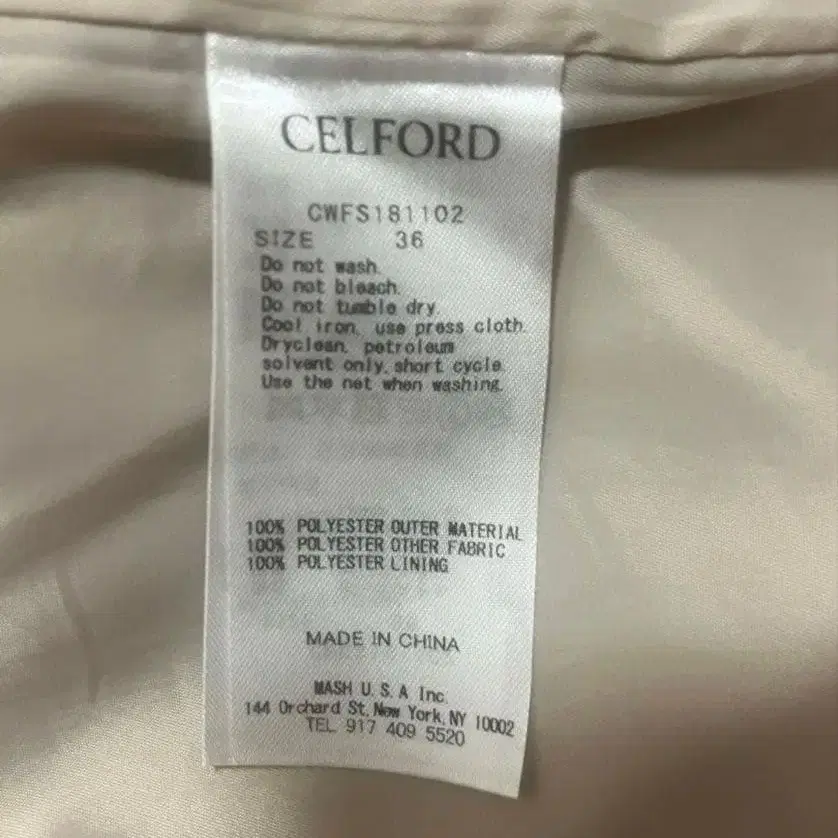 CELFORD
CWFS181102
SIZE 36
Do not wash.
Do not bleach.
Do not tumble dry.
Cool iron, use press cloth.
Dryclean, petroleum
solvent only, short cycle.
Use the net when washing.
100% POLYESTER OUTER MATERIAL
100% POLYESTER OTHER FABRIC
100% POLYESTER LINING
MADE IN CHINA
MASH U.S.A Inc.
144 Orchard St, New York, NY 10002
TEL 917 409 5520